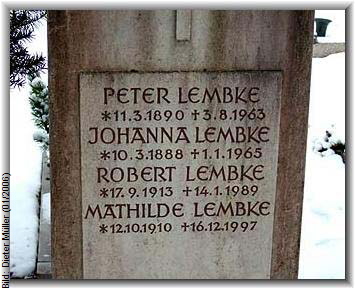 PETER LEMBKE
*11.3.1890 +3.8.1963
JOHANNA LEMBKE
*10.3.1888 +1.1.1965
ROBERT LEMBKE
*17.9.1913 +14.1.1989
MATHILDE LEMBKE
*12.10.1910 +16.12.1997
Bild: Dieter Müller (01/2006)